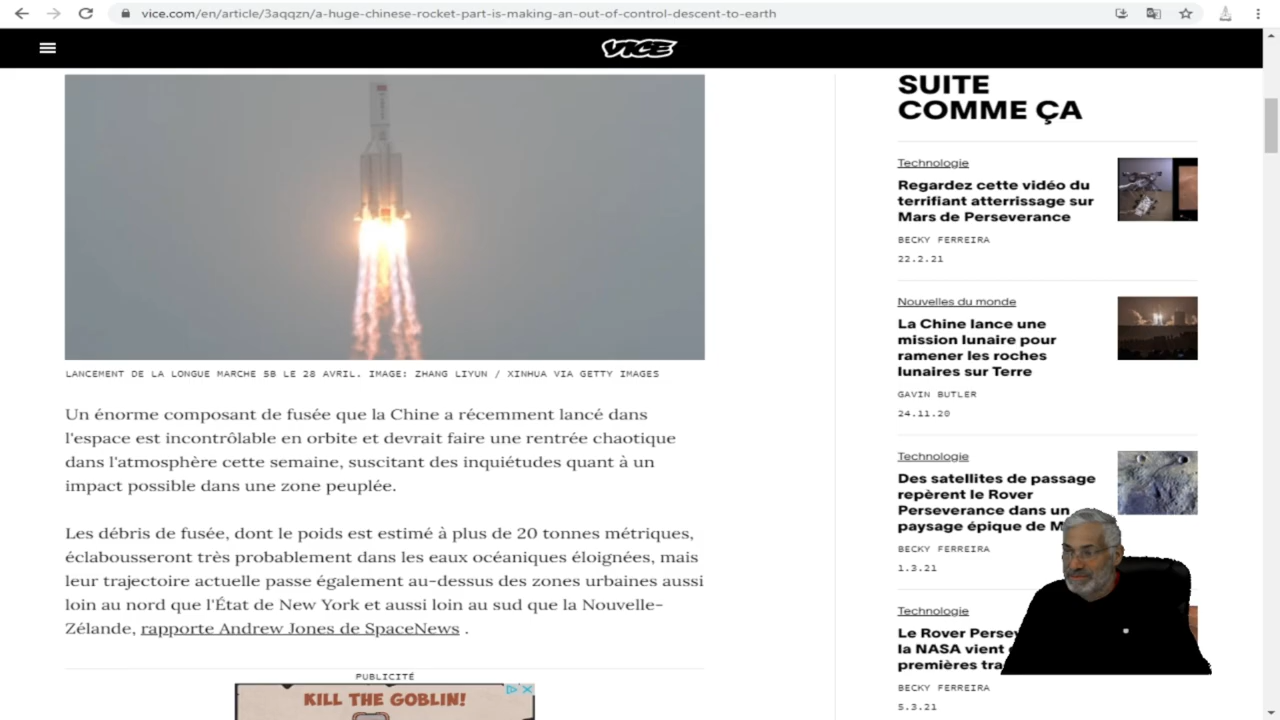 vice.com/en/article/3aqqzn/a-huge-chinese-rocket-part-is-making-an-out-of-control-descent-to-earth
VICE
LANCEMENT DE LA LONGUE MARCHE 5B LE 28 AVRIL. IMAGE: ZHANG LIYUN / XINHUA VIA GETTY IMAGES
Un énorme composant de fusée que la Chine a récemment lancé dans
l'espace est incontrôlable en orbite et devrait faire une rentrée chaotique
dans l'atmosphère cette semaine, suscitant des inquiétudes quant à un
impact possible dans une zone peuplée.
Les débris de fusée, dont le poids est estimé à plus de 20 tonnes métriques,
éclabousseront très probablement dans les eaux océaniques éloignées, mais
leur trajectoire actuelle passe également au-dessus des zones urbaines aussi
loin au nord que l'État de New York et aussi loin au sud que la Nouvelle-
Zélande, rapporte Andrew Jones de SpaceNews .
PUBLICITÉ
KILL THE GOBLIN!
SUITE
COMME ÇA
Technologie
Regardez cette vidéo du
terrifiant atterrissage sur
Mars de Perseverance
BECKY FERREIRA
22.2.21
Nouvelles du monde
La Chine lance une
mission lunaire pour
ramener les roches
lunaires sur Terre
GAVIN BUTLER
24.11.20
Technologie
Des satellites de passage
repèrent le Rover
Perseverance dans un
paysage épique de M
BECKY FERREIRA
1.3.21
Technologie
Le Rover Perse
la NASA vient
premières tra
BECKY FERREIRA
5.3.21